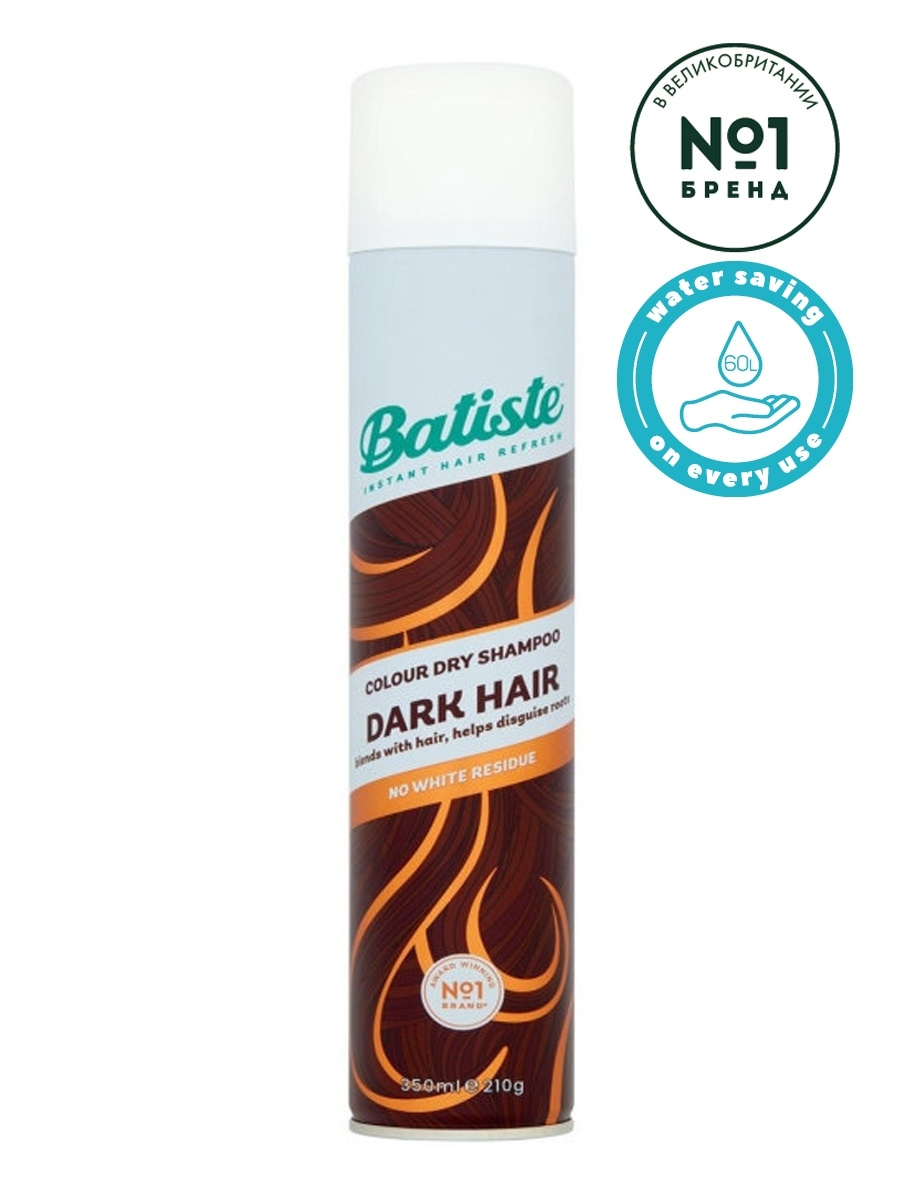 В ВЕЛИКОБРИТАНИИ
№1
БРЕНД
water saving
60L
on every use
Batiste™
INSTANT HAIR REFRESH
COLOUR DRY SHAMPOO
DARK HAIR
blends with hair, helps disguise roots
NO WHITE RESIDUE
AWARD WINNING
№1
BRAND*
350ml e 210g